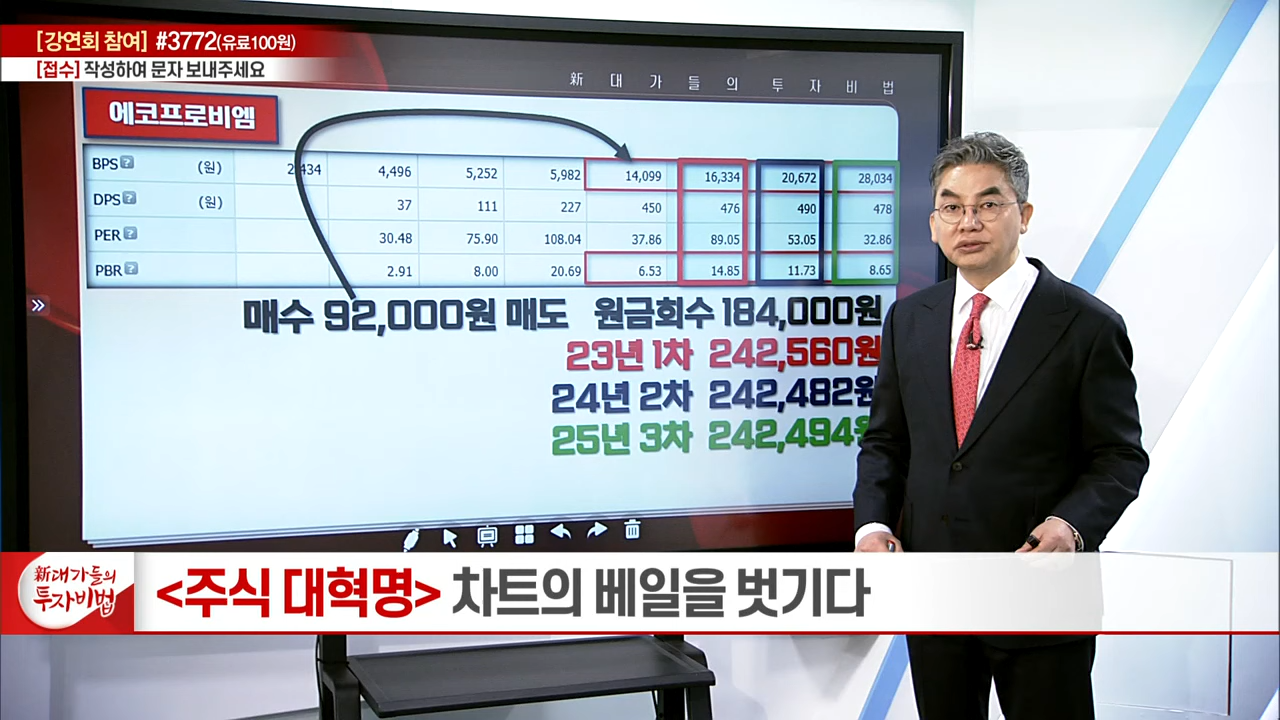 [강연회 참여] #3772(유료100원)
[접수] 작성하여 문자 보내주세요
新 대 가 들 의 투 자 비 법
에코프로비엠
BPS ? (원) 2,434 4,496 5,252 5,982 14,099 16,334 20,672 28,034
DPS ? (원) 37 111 227 450 476 490 478
PER ? 30.48 75.90 108.04 37.86 89.05 53.05 32.86
PBR ? 2.91 8.00 20.69 6.53 14.85 11.73 8.65
매수 92,000원 매도 원금회수 184,000원
23년 1차 242,560원
24년 2차 242,482원
25년 3차 242,494원
新대가들의
투자비법
<주식 대혁명> 차트의 베일을 벗기다